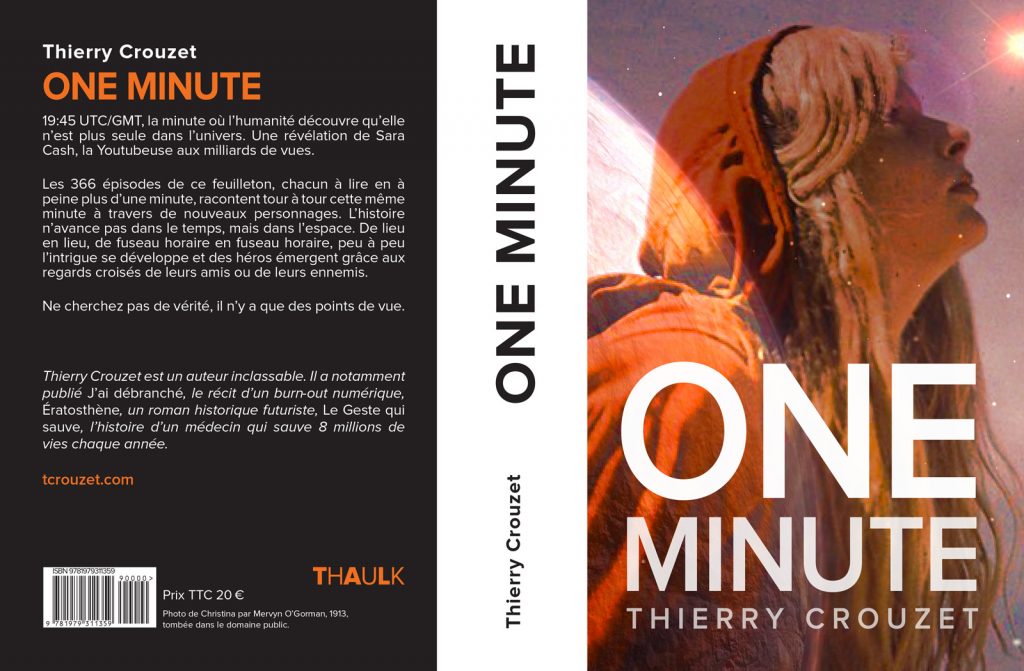 Thierry Crouzet
ONE MINUTE
19:45 UTC/GMT, la minute où l’humanité découvre qu’elle
n’est plus seule dans l’univers. Une révélation de Sara
Cash, la Youtubeuse aux milliards de vues.
Les 366 épisodes de ce feuilleton, chacun à lire en à
peine plus d’une minute, racontent tour à tour cette même
minute à travers de nouveaux personnages. L’histoire
n’avance pas dans le temps, mais dans l’espace. De lieu
en lieu, de fuseau horaire en fuseau horaire, peu à peu
l’intrigue se développe et des héros émergent grâce aux
regards croisés de leurs amis ou de leurs ennemis.
Ne cherchez pas de vérité, il n’y a que des points de vue.
Thierry Crouzet est un auteur inclassable. Il a notamment
publié J’ai débranché, le récit d’un burn-out numérique,
Ératosthène, un roman historique futuriste, Le Geste qui
sauve, l’histoire d’un médecin qui sauve 8 millions de
vies chaque année.
tcrouzet.com
ISBN 9781979311359
90000>
9 781979 311359
Prix TTC 20 €
THAULK
Photo de Christina par Mervyn O’Gorman, 1913,
tombée dans le domaine public.
ONE MINUTE
Thierry Crouzet
ONE
MINUTE
THIERRY CROUZET